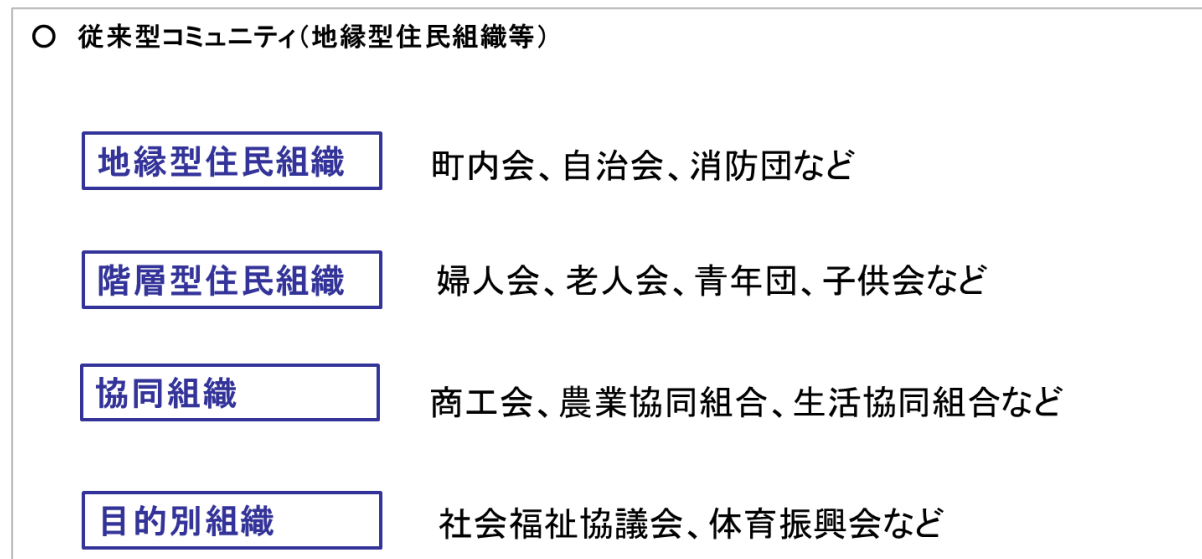 ○ 従来型コミュニティ(地縁型住民組織等)
地縁型住民組織 町内会、自治会、消防団など
階層型住民組織 婦人会、老人会、青年団、子供会など
協同組織 商工会、農業協同組合、生活協同組合など
目的別組織 社会福祉協議会、体育振興会など